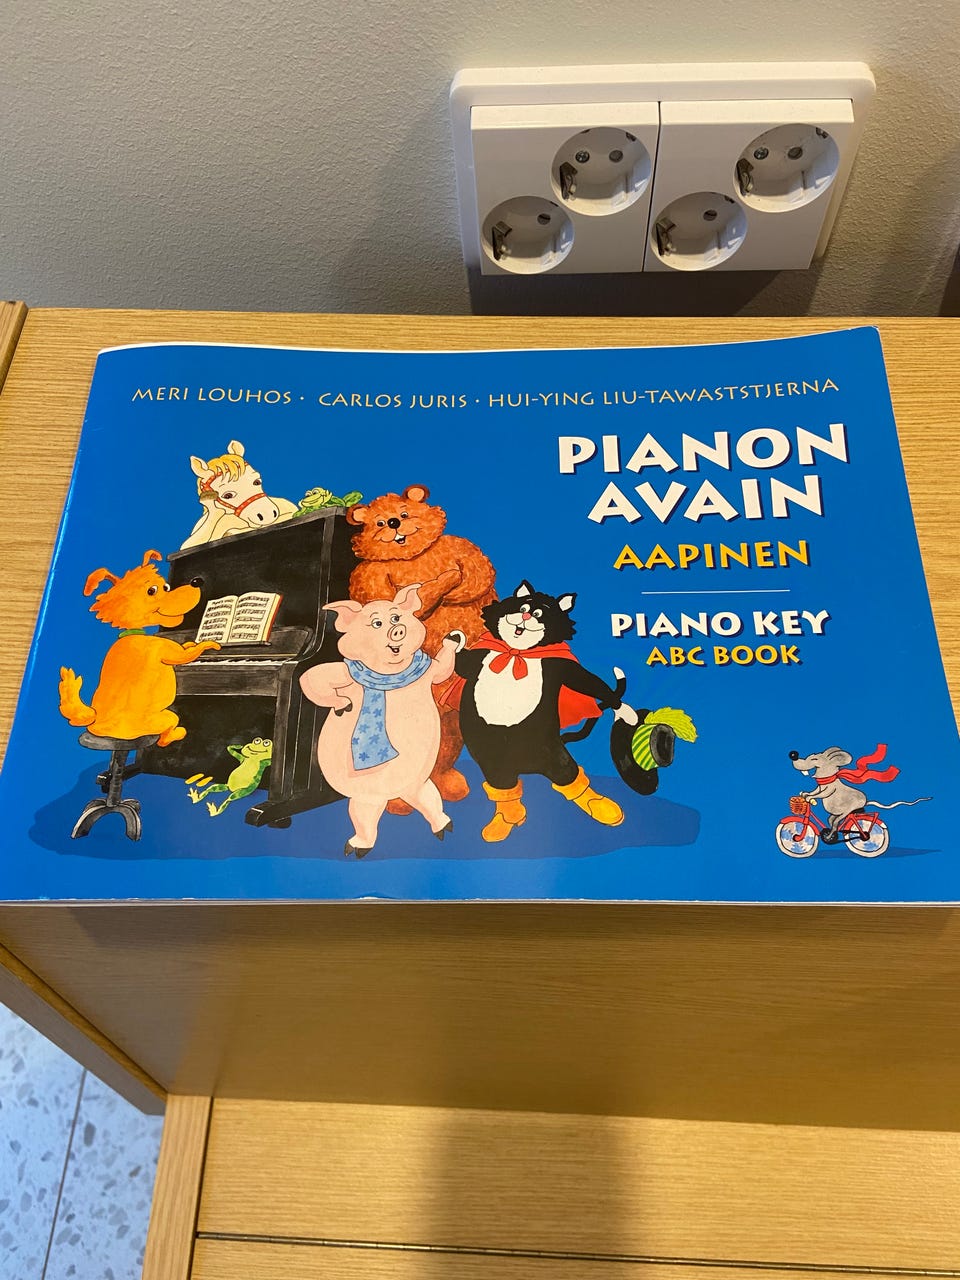 MERI LOUHOS · CARLOS JURIS · HUI-YING LIU-TAWASTSTJERNA
PIANON
AVAIN
AAPINEN
PIANO KEY
ABC BOOK